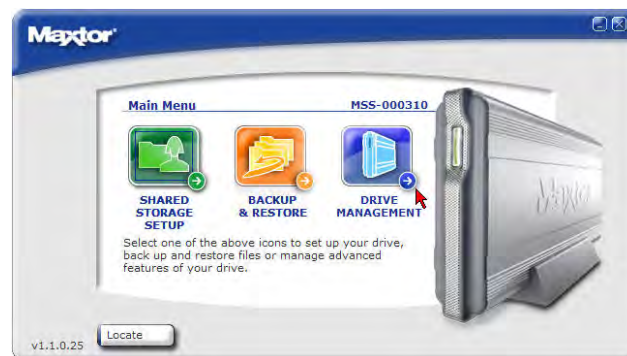 Maxtor
Main Menu MSS-000310
SHARED STORAGE SETUP
BACKUP & RESTORE
DRIVE MANAGEMENT
Select one of the above icons to set up your drive,
back up and restore files or manage advanced
features of your drive.
Maxtor
Locate
v1.1.0.25